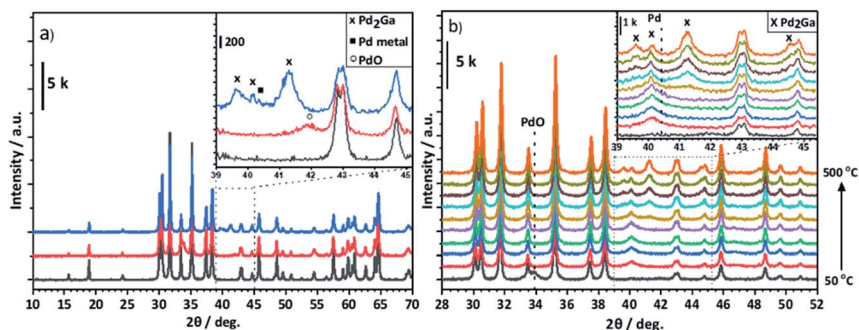 a)
Intensity / a.u.
5 k
200
x Pd₂Ga
■ Pd metal
○ PdO
x
x
■
x
○
39 40 41 42 43 44 45
10 15 20 25 30 35 40 45 50 55 60 65 70
2θ / deg.
b)
Intensity / a.u.
5 k
1 k
Pd
X Pd₂Ga
x
x
x
x
39 40 41 42 43 44 45
PdO
500 °C
50 °C
28 30 32 34 36 38 40 42 44 46 48 50 52
2θ / deg.